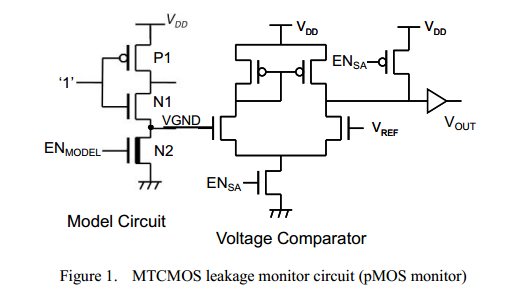 VDD
P1
'1'
N1
VGND
ENMODEL
N2
Model Circuit
VDD
VDD
ENSA
VREF
VOUT
ENSA
Voltage Comparator
Figure 1. MTCMOS leakage monitor circuit (pMOS monitor)